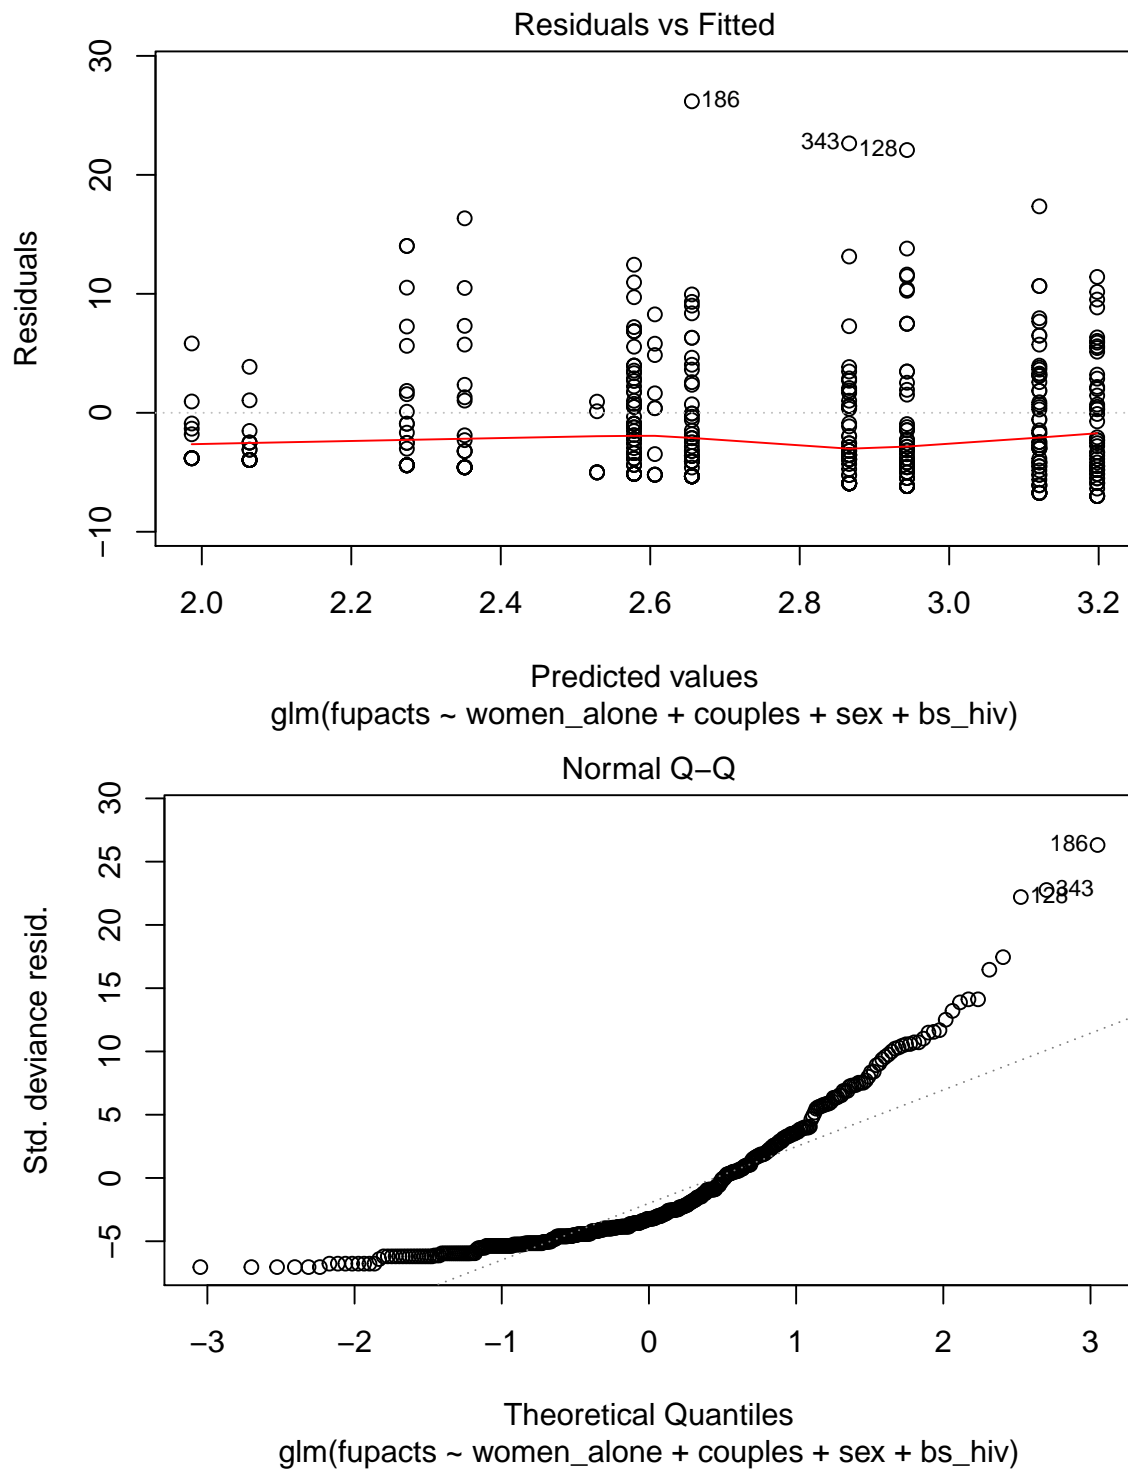 Residuals vs Fitted
30
20
10
0
−10
Residuals
186
343
128
2.0 2.2 2.4 2.6 2.8 3.0 3.2
Predicted values
glm(fupacts ~ women_alone + couples + sex + bs_hiv)
Normal Q−Q
30
25
20
15
10
5
0
−5
Std. deviance resid.
186
128
343
−3 −2 −1 0 1 2 3
Theoretical Quantiles
glm(fupacts ~ women_alone + couples + sex + bs_hiv)